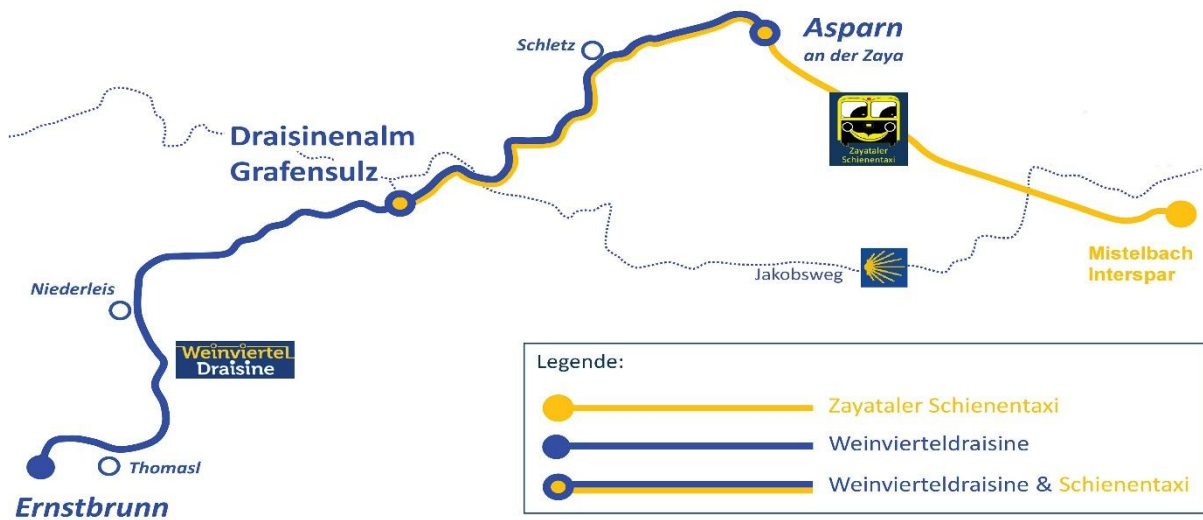 Asparn
an der Zaya
Schletz
Zayataler
Schienentaxi
Draisinenalm
Grafensulz
Mistelbach
Interspar
Jakobsweg
Niederleis
Weinviertel
Draisine
Thomasl
Ernstbrunn
Legende:
Zayataler Schienentaxi
Weinvierteldraisine
Weinvierteldraisine & Schienentaxi